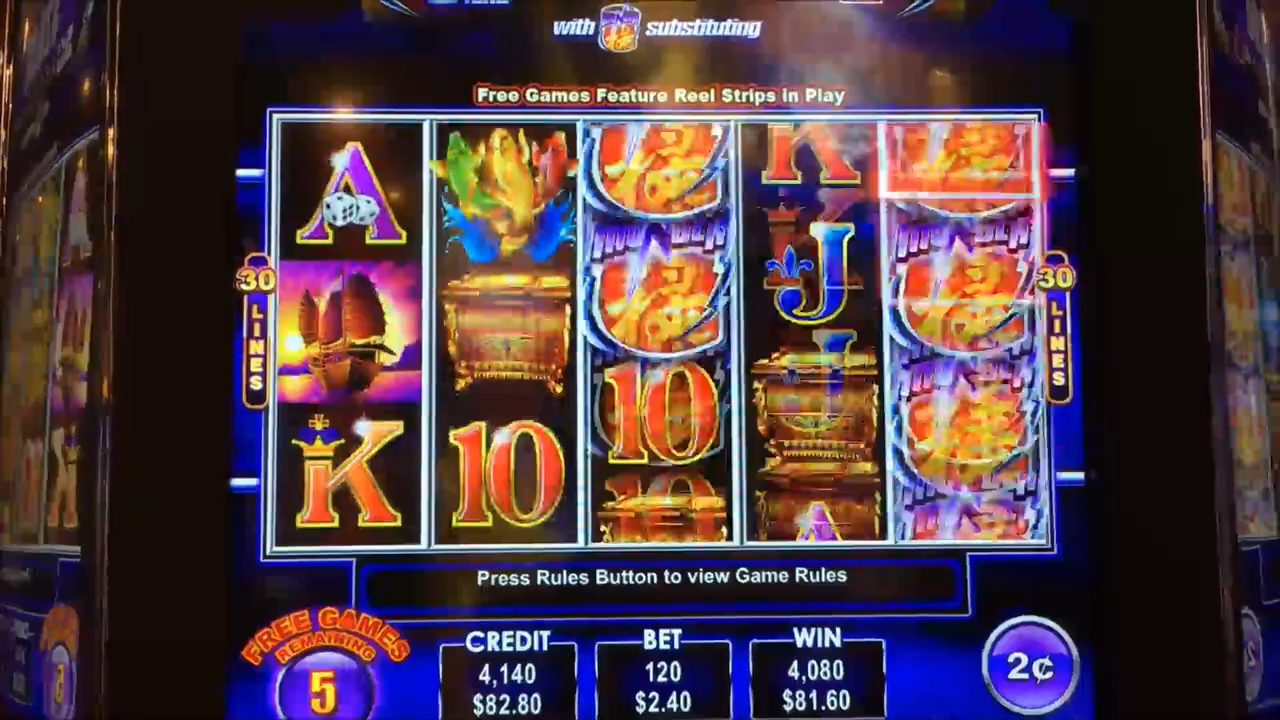 with substituting
Free Games Feature Reel Strips in Play
A
K
J
30 LINES
30 LINES
10
K
10
J
A
Press Rules Button to view Game Rules
FREE GAMES
REMAINING
5
CREDIT
4,140
$82.80
BET
120
$2.40
WIN
4,080
$81.60
2¢